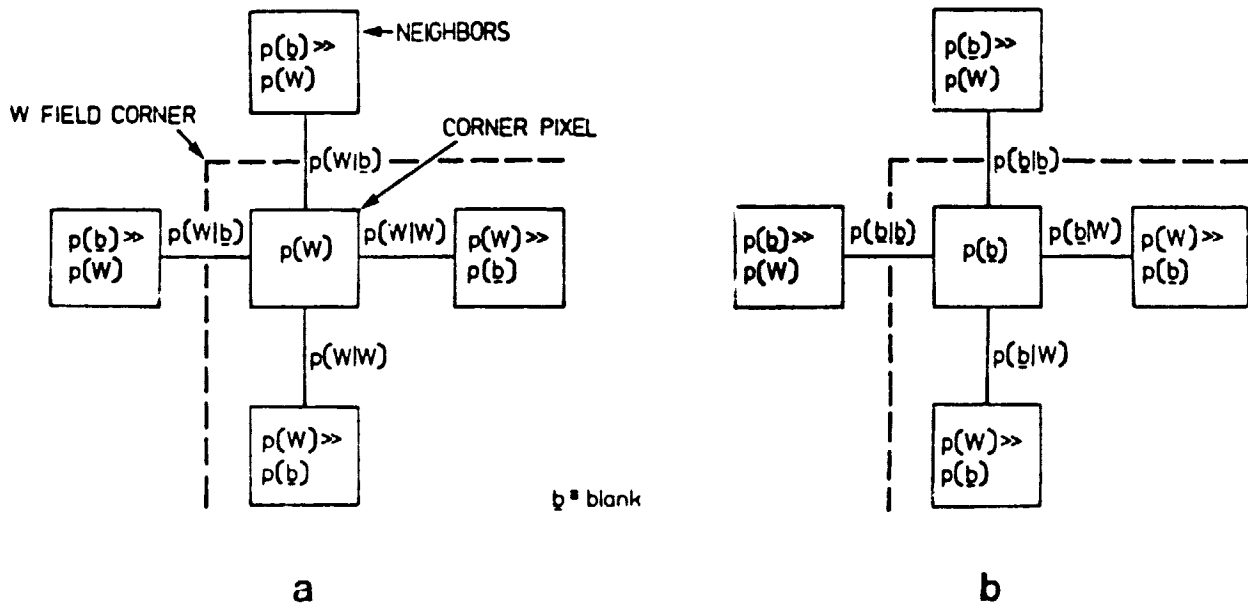 p(b̲)≫
p(W)
NEIGHBORS
W FIELD CORNER
CORNER PIXEL
p(W|b̲)
p(b̲)≫
p(W)
p(W|b̲)
p(W)
p(W|W)
p(W)≫
p(b̲)
p(W|W)
p(W)≫
p(b̲)
b̲ = blank
a
p(b̲)≫
p(W)
p(b̲|b̲)
p(b̲)≫
p(W)
p(b̲|b̲)
p(b̲)
p(b̲|W)
p(W)≫
p(b̲)
p(b̲|W)
p(W)≫
p(b̲)
b